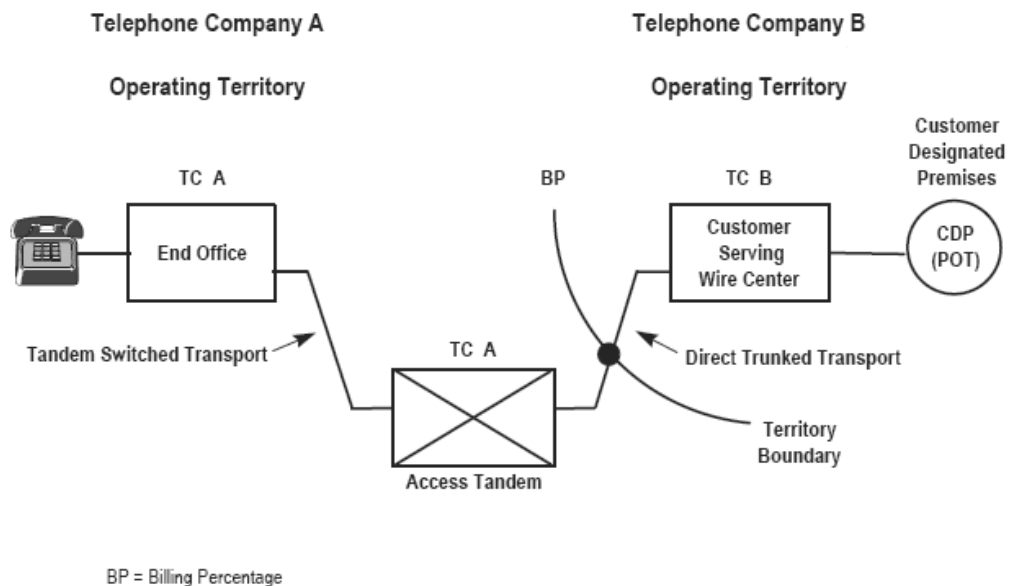 Telephone Company A
Telephone Company B
Operating Territory
Operating Territory
Customer
Designated
Premises
TC A
BP
TC B
End Office
Customer
Serving
Wire Center
CDP
(POT)
Tandem Switched Transport
TC A
Direct Trunked Transport
Territory
Boundary
Access Tandem
BP = Billing Percentage